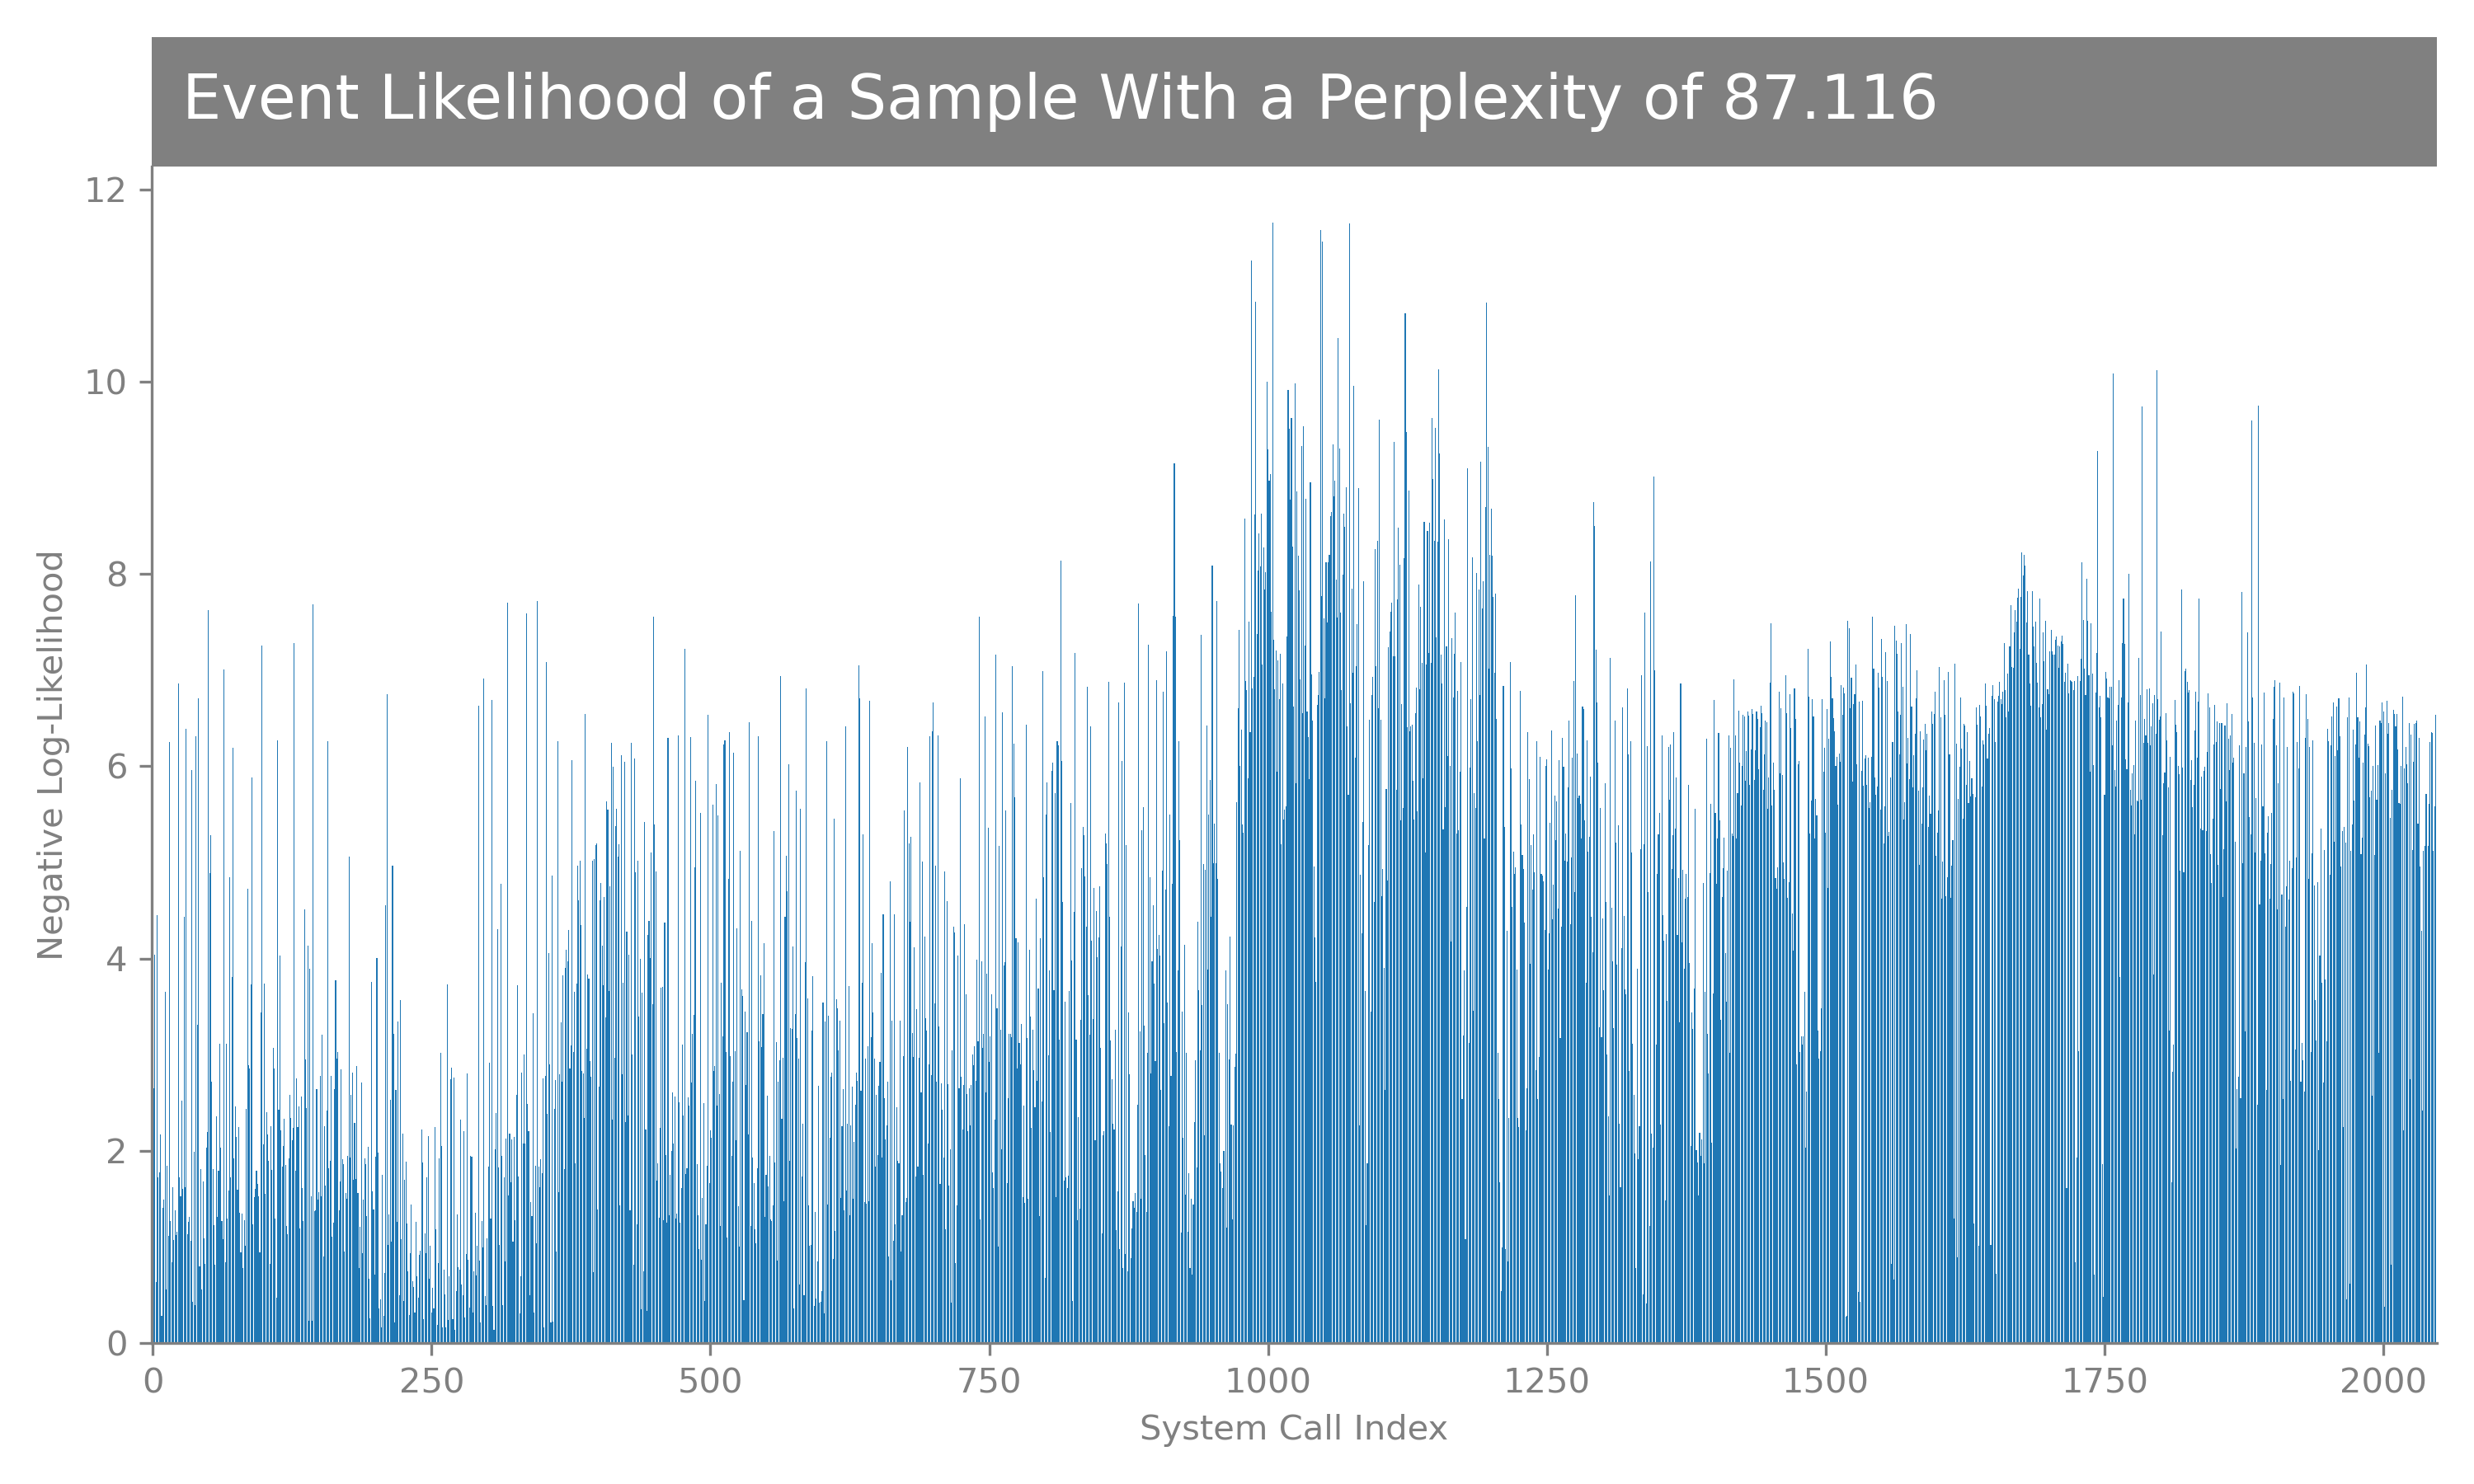 Event Likelihood of a Sample With a Perplexity of 87.116
12
10
8
6
4
2
0
Negative Log-Likelihood
0 250 500 750 1000 1250 1500 1750 2000
System Call Index